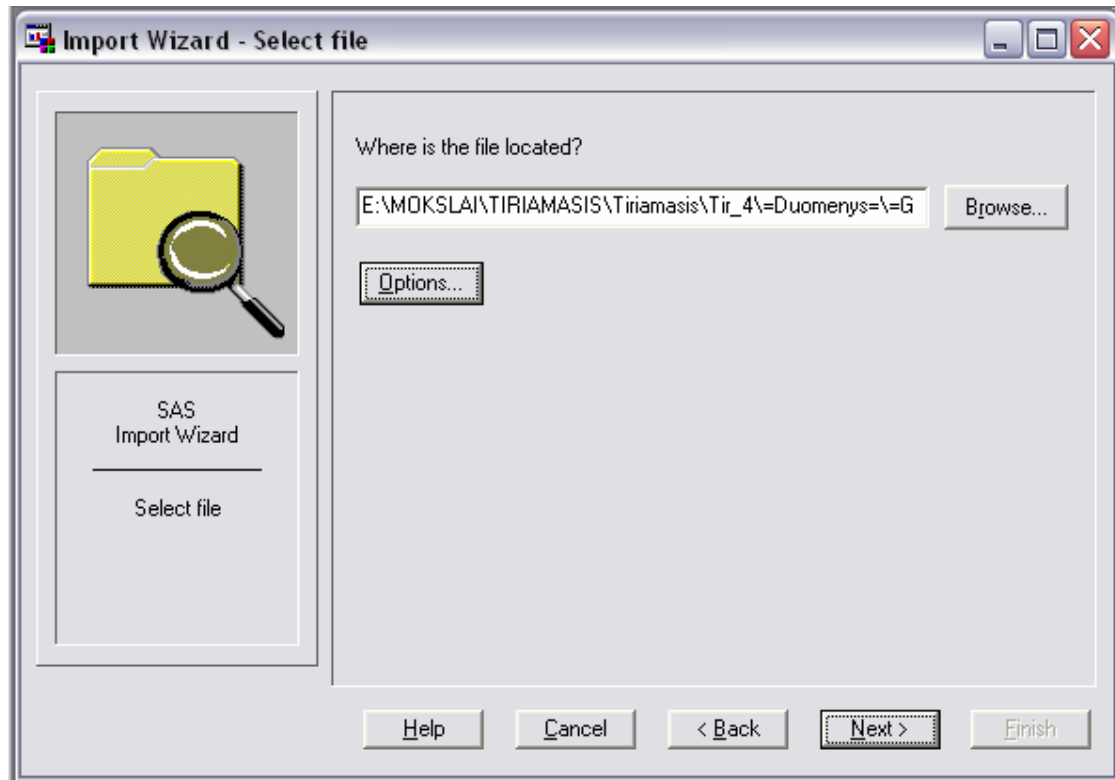 Import Wizard - Select file
Where is the file located?
E:\MOKSLAI\TIRIAMASIS\Tiriamasis\Tir_4\=Duomenys=\=G
Browse...
Options...
SAS
Import Wizard
Select file
Help
Cancel
< Back
Next >
Finish